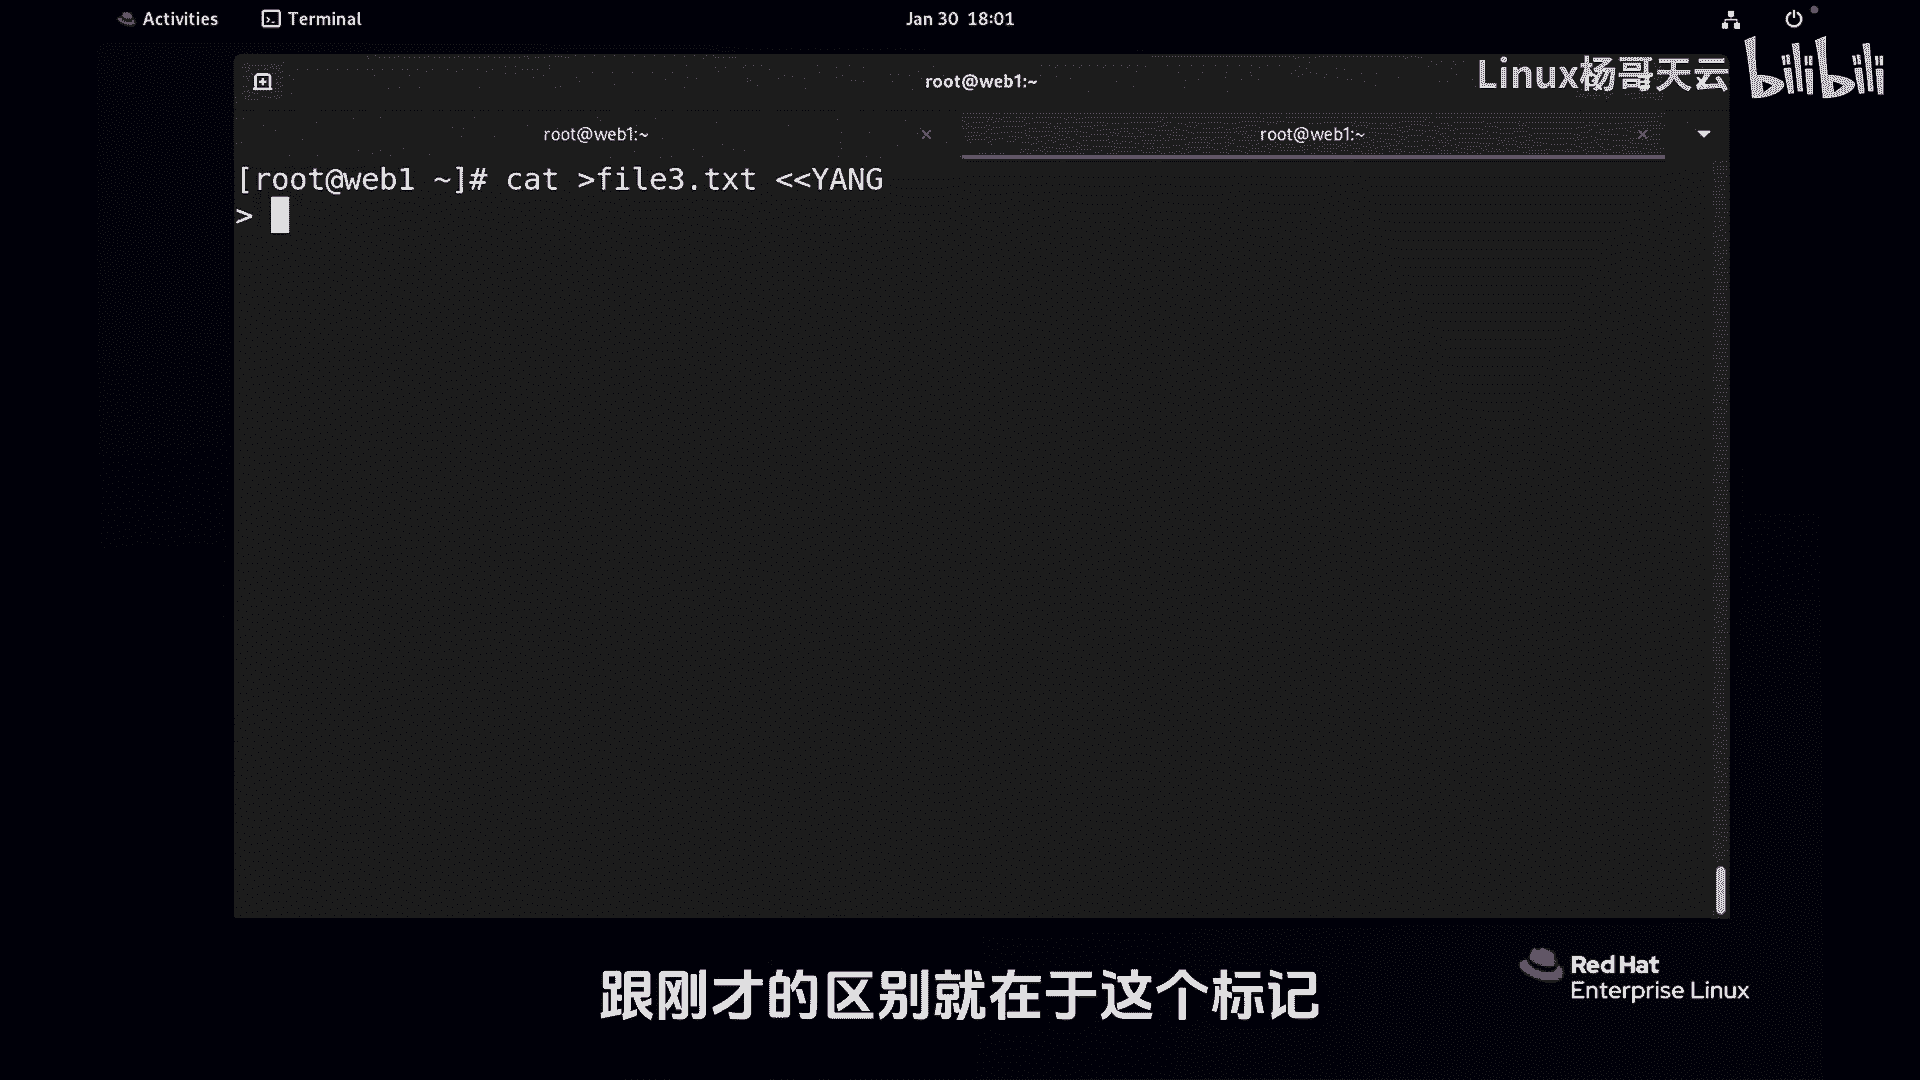 Activities Terminal Jan 30 18:01
root@web1:~
Linux杨哥天云 bilibili
root@web1:~ root@web1:~
[root@web1 ~]# cat >file3.txt <<YANG
>
Red Hat
Enterprise Linux
跟刚才的区别就在于这个标记